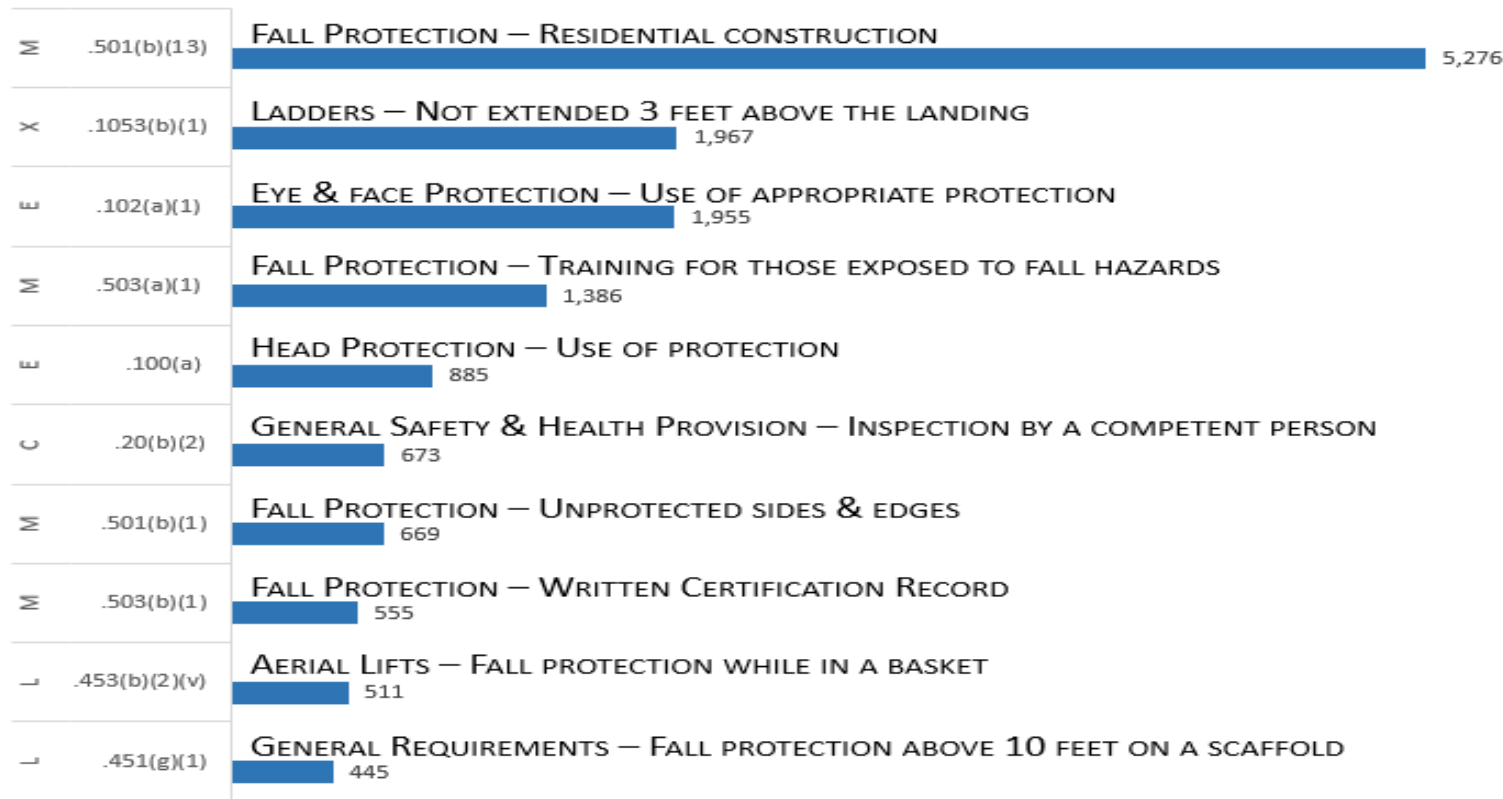 M .501(b)(13) Fall Protection – Residential construction
5,276
X .1053(b)(1) Ladders – Not extended 3 feet above the landing
1,967
E .102(a)(1) Eye & face Protection – Use of appropriate protection
1,955
M .503(a)(1) Fall Protection – Training for those exposed to fall hazards
1,386
E .100(a) Head Protection – Use of protection
885
C .20(b)(2) General Safety & Health Provision – Inspection by a competent person
673
M .501(b)(1) Fall Protection – Unprotected sides & edges
669
M .503(b)(1) Fall Protection – Written Certification Record
555
L .453(b)(2)(v) Aerial Lifts – Fall protection while in a basket
511
L .451(g)(1) General Requirements – Fall protection above 10 feet on a scaffold
445